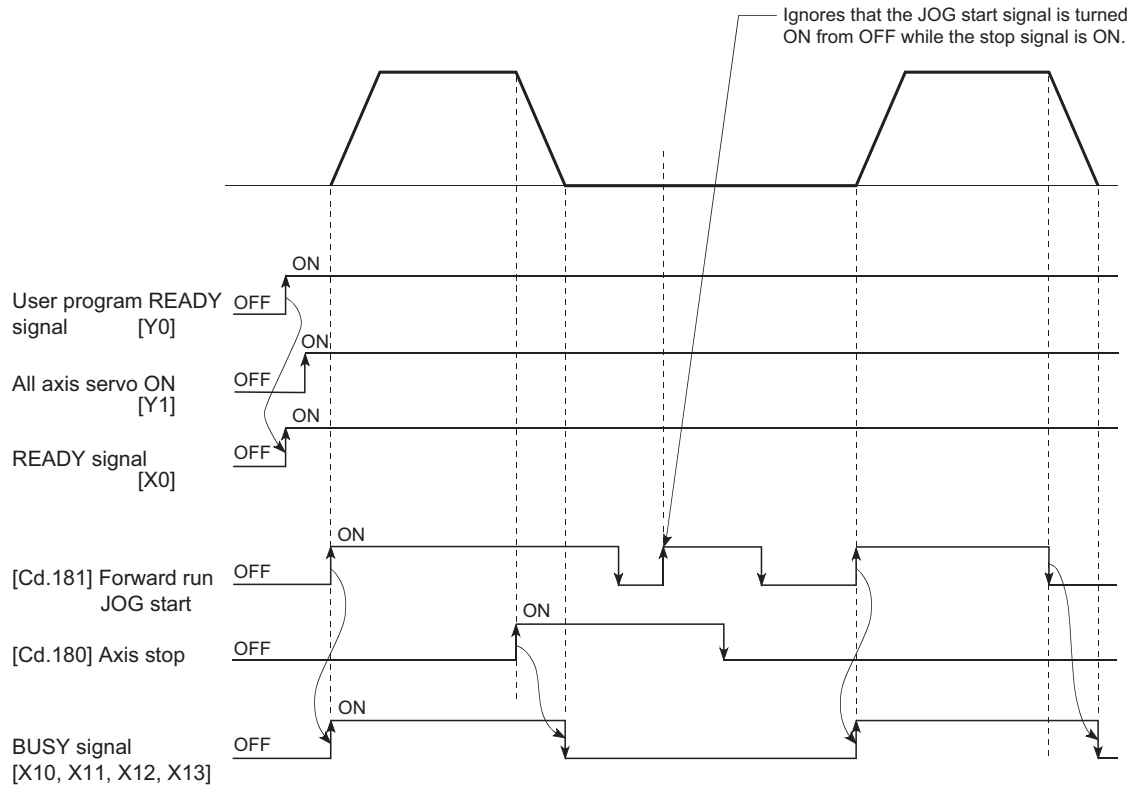 Ignores that the JOG start signal is turned
ON from OFF while the stop signal is ON.
ON
User program READY OFF
signal [Y0]
ON
All axis servo ON OFF
[Y1]
ON
READY signal OFF
[X0]
ON
[Cd.181] Forward run OFF
JOG start
ON
[Cd.180] Axis stop OFF
ON
BUSY signal OFF
[X10, X11, X12, X13]